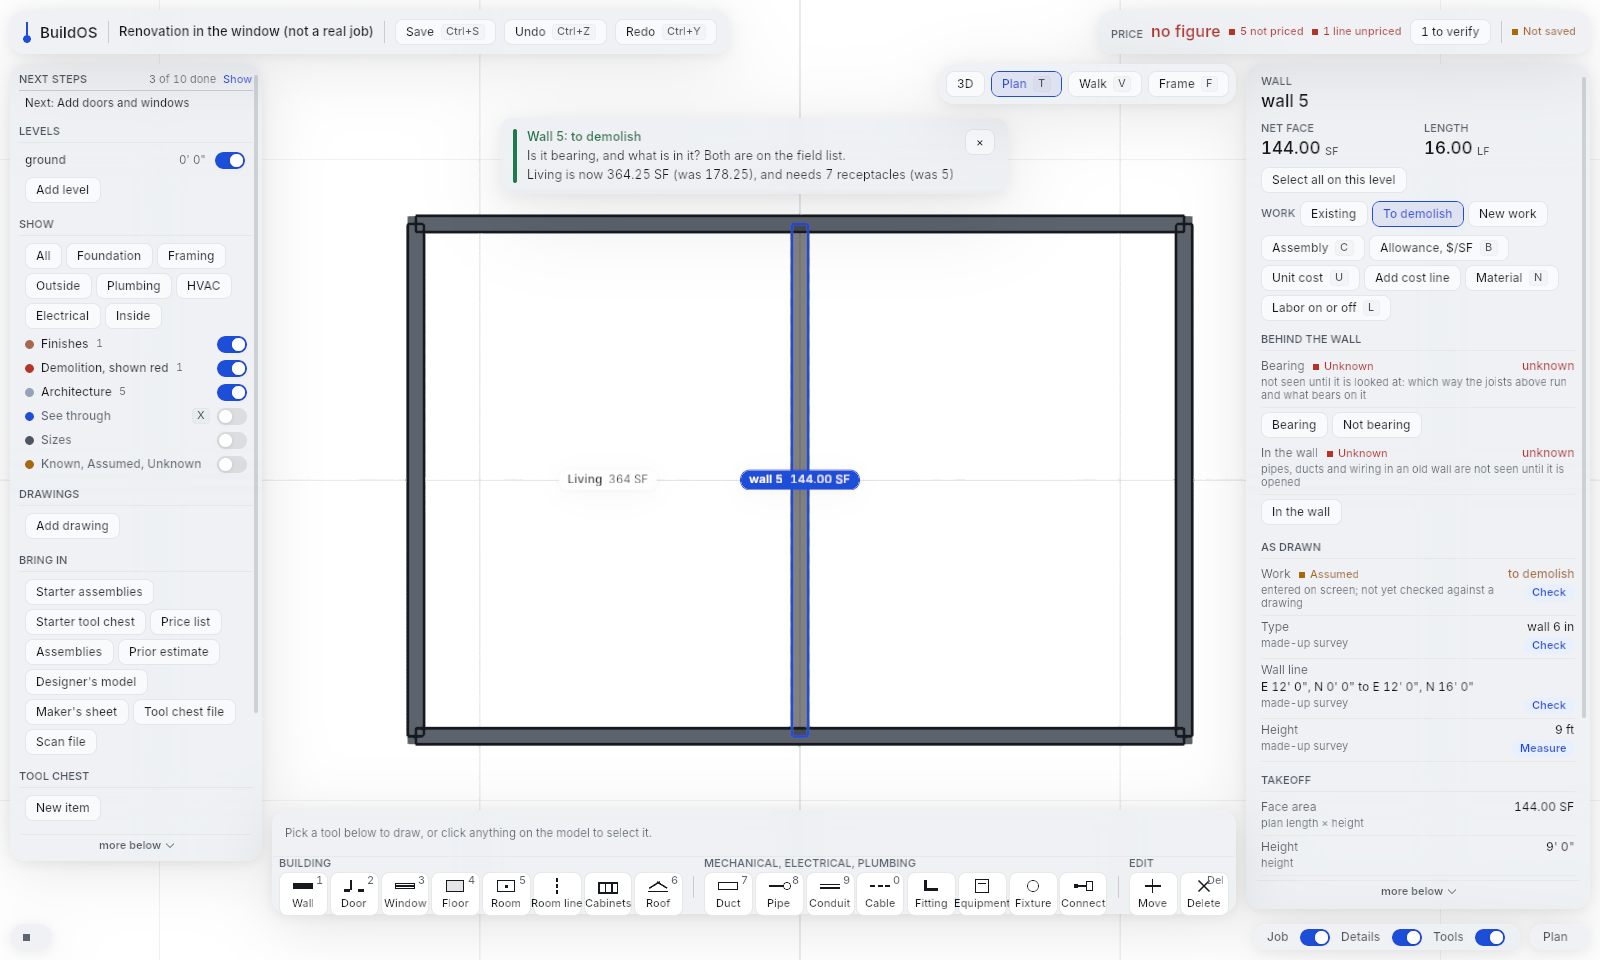 BuildOS
Renovation in the window (not a real job)
Save Ctrl+S
Undo Ctrl+Z
Redo Ctrl+Y
PRICE no figure 5 not priced 1 line unpriced 1 to verify Not saved
NEXT STEPS 3 of 10 done Show
Next: Add doors and windows
LEVELS
ground 0' 0"
Add level
SHOW
All Foundation Framing
Outside Plumbing HVAC
Electrical Inside
Finishes 1
Demolition, shown red 1
Architecture 5
See through X
Sizes
Known, Assumed, Unknown
DRAWINGS
Add drawing
BRING IN
Starter assemblies
Starter tool chest Price list
Assemblies Prior estimate
Designer's model
Maker's sheet Tool chest file
Scan file
TOOL CHEST
New item
more below
3D Plan T Walk V Frame F
Wall 5: to demolish
Is it bearing, and what is in it? Both are on the field list.
Living is now 364.25 SF (was 178.25), and needs 7 receptacles (was 5)
×
Living 364 SF
wall 5 144.00 SF
Pick a tool below to draw, or click anything on the model to select it.
BUILDING
1 Wall
2 Door
3 Window
4 Floor
5 Room
Room line
Cabinets
6 Roof
MECHANICAL, ELECTRICAL, PLUMBING
7 Duct
8 Pipe
9 Conduit
0 Cable
Fitting
Equipment
Fixture
Connect
EDIT
Move
Del Delete
WALL
wall 5
NET FACE LENGTH
144.00 SF 16.00 LF
Select all on this level
WORK Existing To demolish New work
Assembly C Allowance, $/SF B
Unit cost U Add cost line Material N
Labor on or off L
BEHIND THE WALL
Bearing Unknown unknown
not seen until it is looked at: which way the joists above run
and what bears on it
Bearing Not bearing
In the wall Unknown unknown
pipes, ducts and wiring in an old wall are not seen until it is
opened
In the wall
AS DRAWN
Work Assumed to demolish
entered on screen; not yet checked against a
drawing
Check
Type wall 6 in
made-up survey Check
Wall line
E 12' 0", N 0' 0" to E 12' 0", N 16' 0"
made-up survey Check
Height 9 ft
made-up survey Measure
TAKEOFF
Face area 144.00 SF
plan length × height
Height 9' 0"
height
more below
Job Details Tools Plan